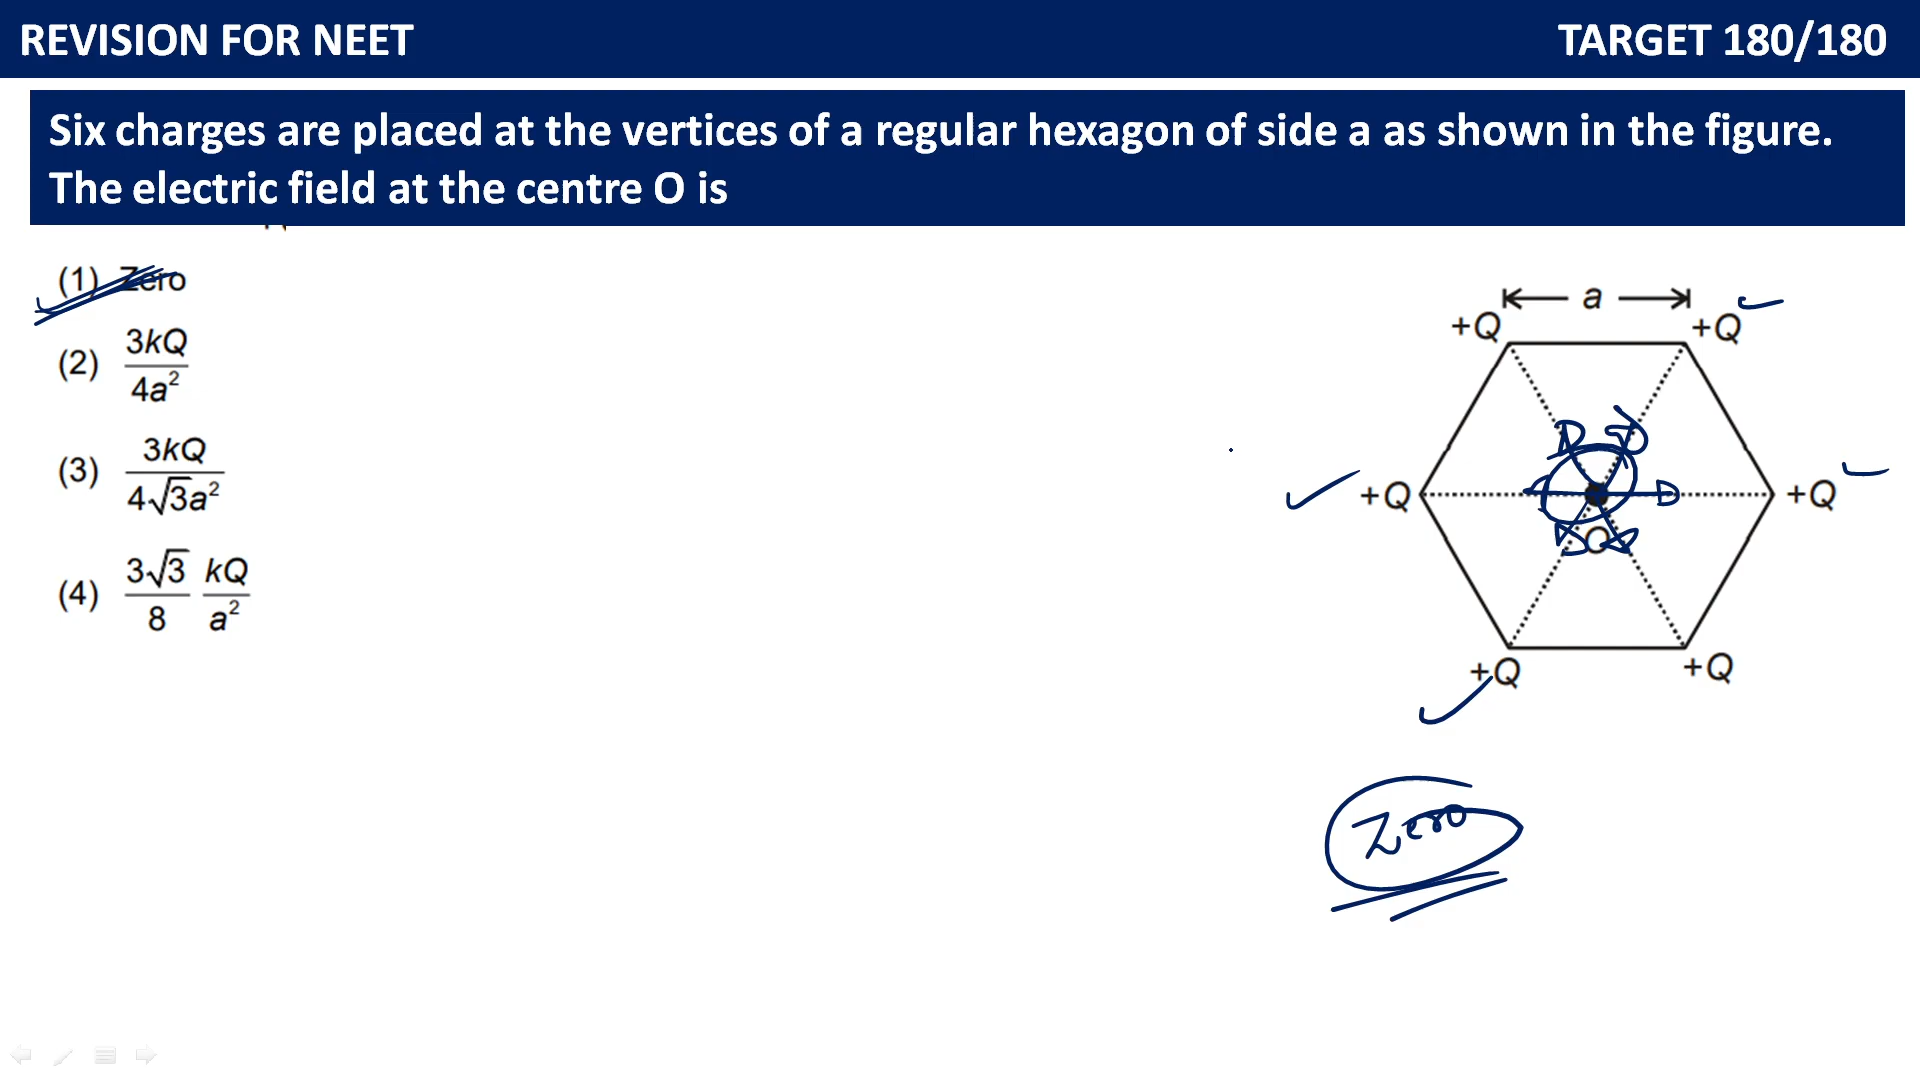 REVISION FOR NEET
TARGET 180/180
Six charges are placed at the vertices of a regular hexagon of side a as shown in the figure.
The electric field at the centre O is
(1) Zero
(2) 3kQ / 4a²
(3) 3kQ / 4√3a²
(4) 3√3 / 8 kQ / a²
a
+Q +Q
+Q +Q
O
+Q +Q
Zero